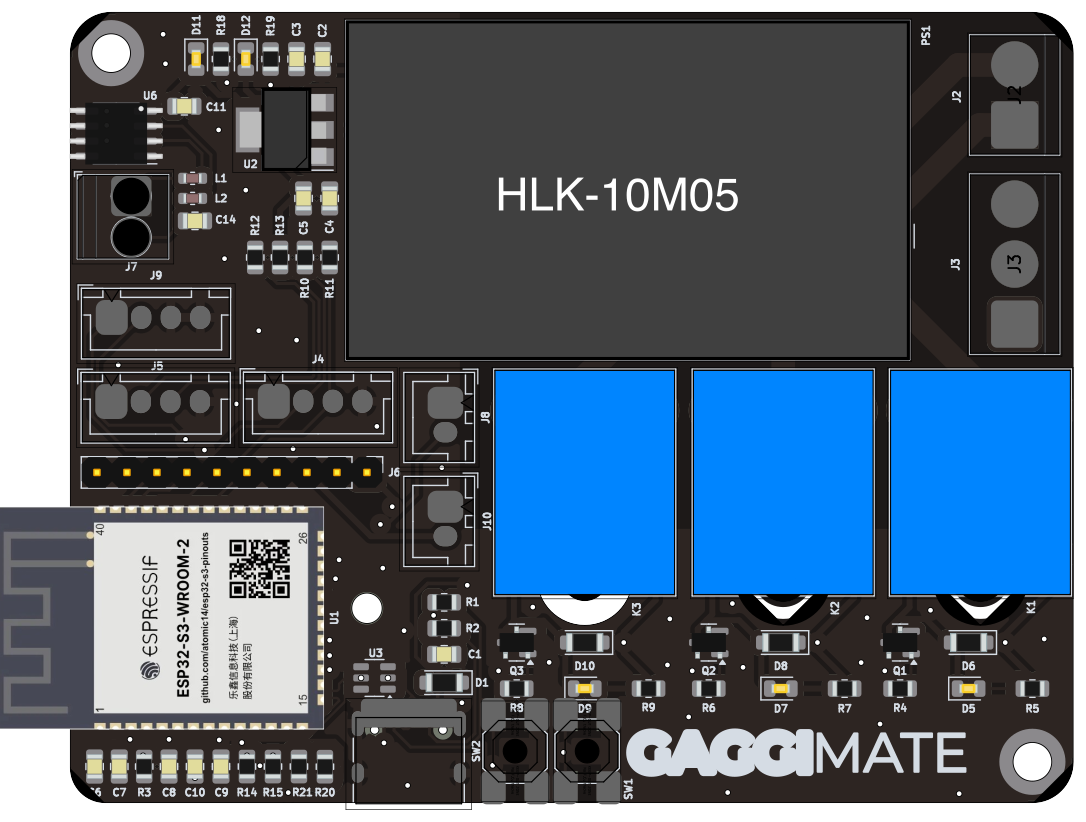 D11 R18 D12 R19 C3 C2
PS1
U6
C11
J2
J2
U2
HLK-10M05
L1
L2
C14
R12 R13 C5 C4
J7
R10 R11
J3
J3
J9
J5
J4
J8
J6
J10
40
26
ESPRESSIF
ESP32-S3-WROOM-2
github.com/atomic14/esp32-s3-pinouts
乐鑫信息科技(上海)
股份有限公司
1
15
U1
R1
R2
C1
D1
U3
K3
K2
K1
Q3
D10
Q2
D8
Q1
D6
R8 D9 R9 R6 D7 R7 R4 D5 R5
SW2
SW1
GAGGIMATE
C7 R3 C8 C10 C9 R14 R15 R21 R20